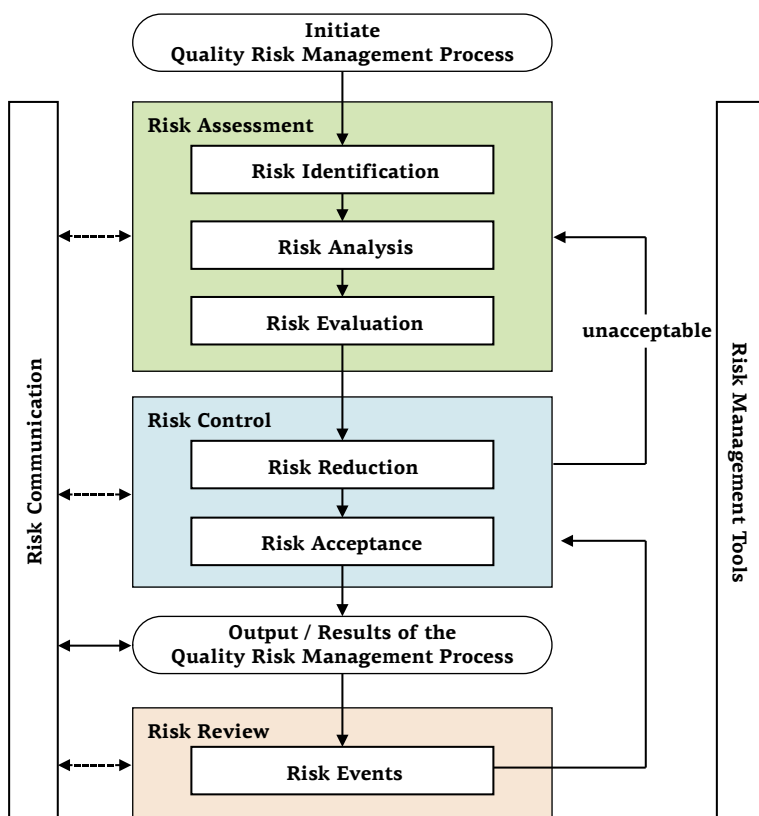 Initiate
Quality Risk Management Process
Risk Assessment
Risk Identification
Risk Analysis
Risk Evaluation
unacceptable
Risk Communication
Risk Management Tools
Risk Control
Risk Reduction
Risk Acceptance
Output / Results of the
Quality Risk Management Process
Risk Review
Risk Events